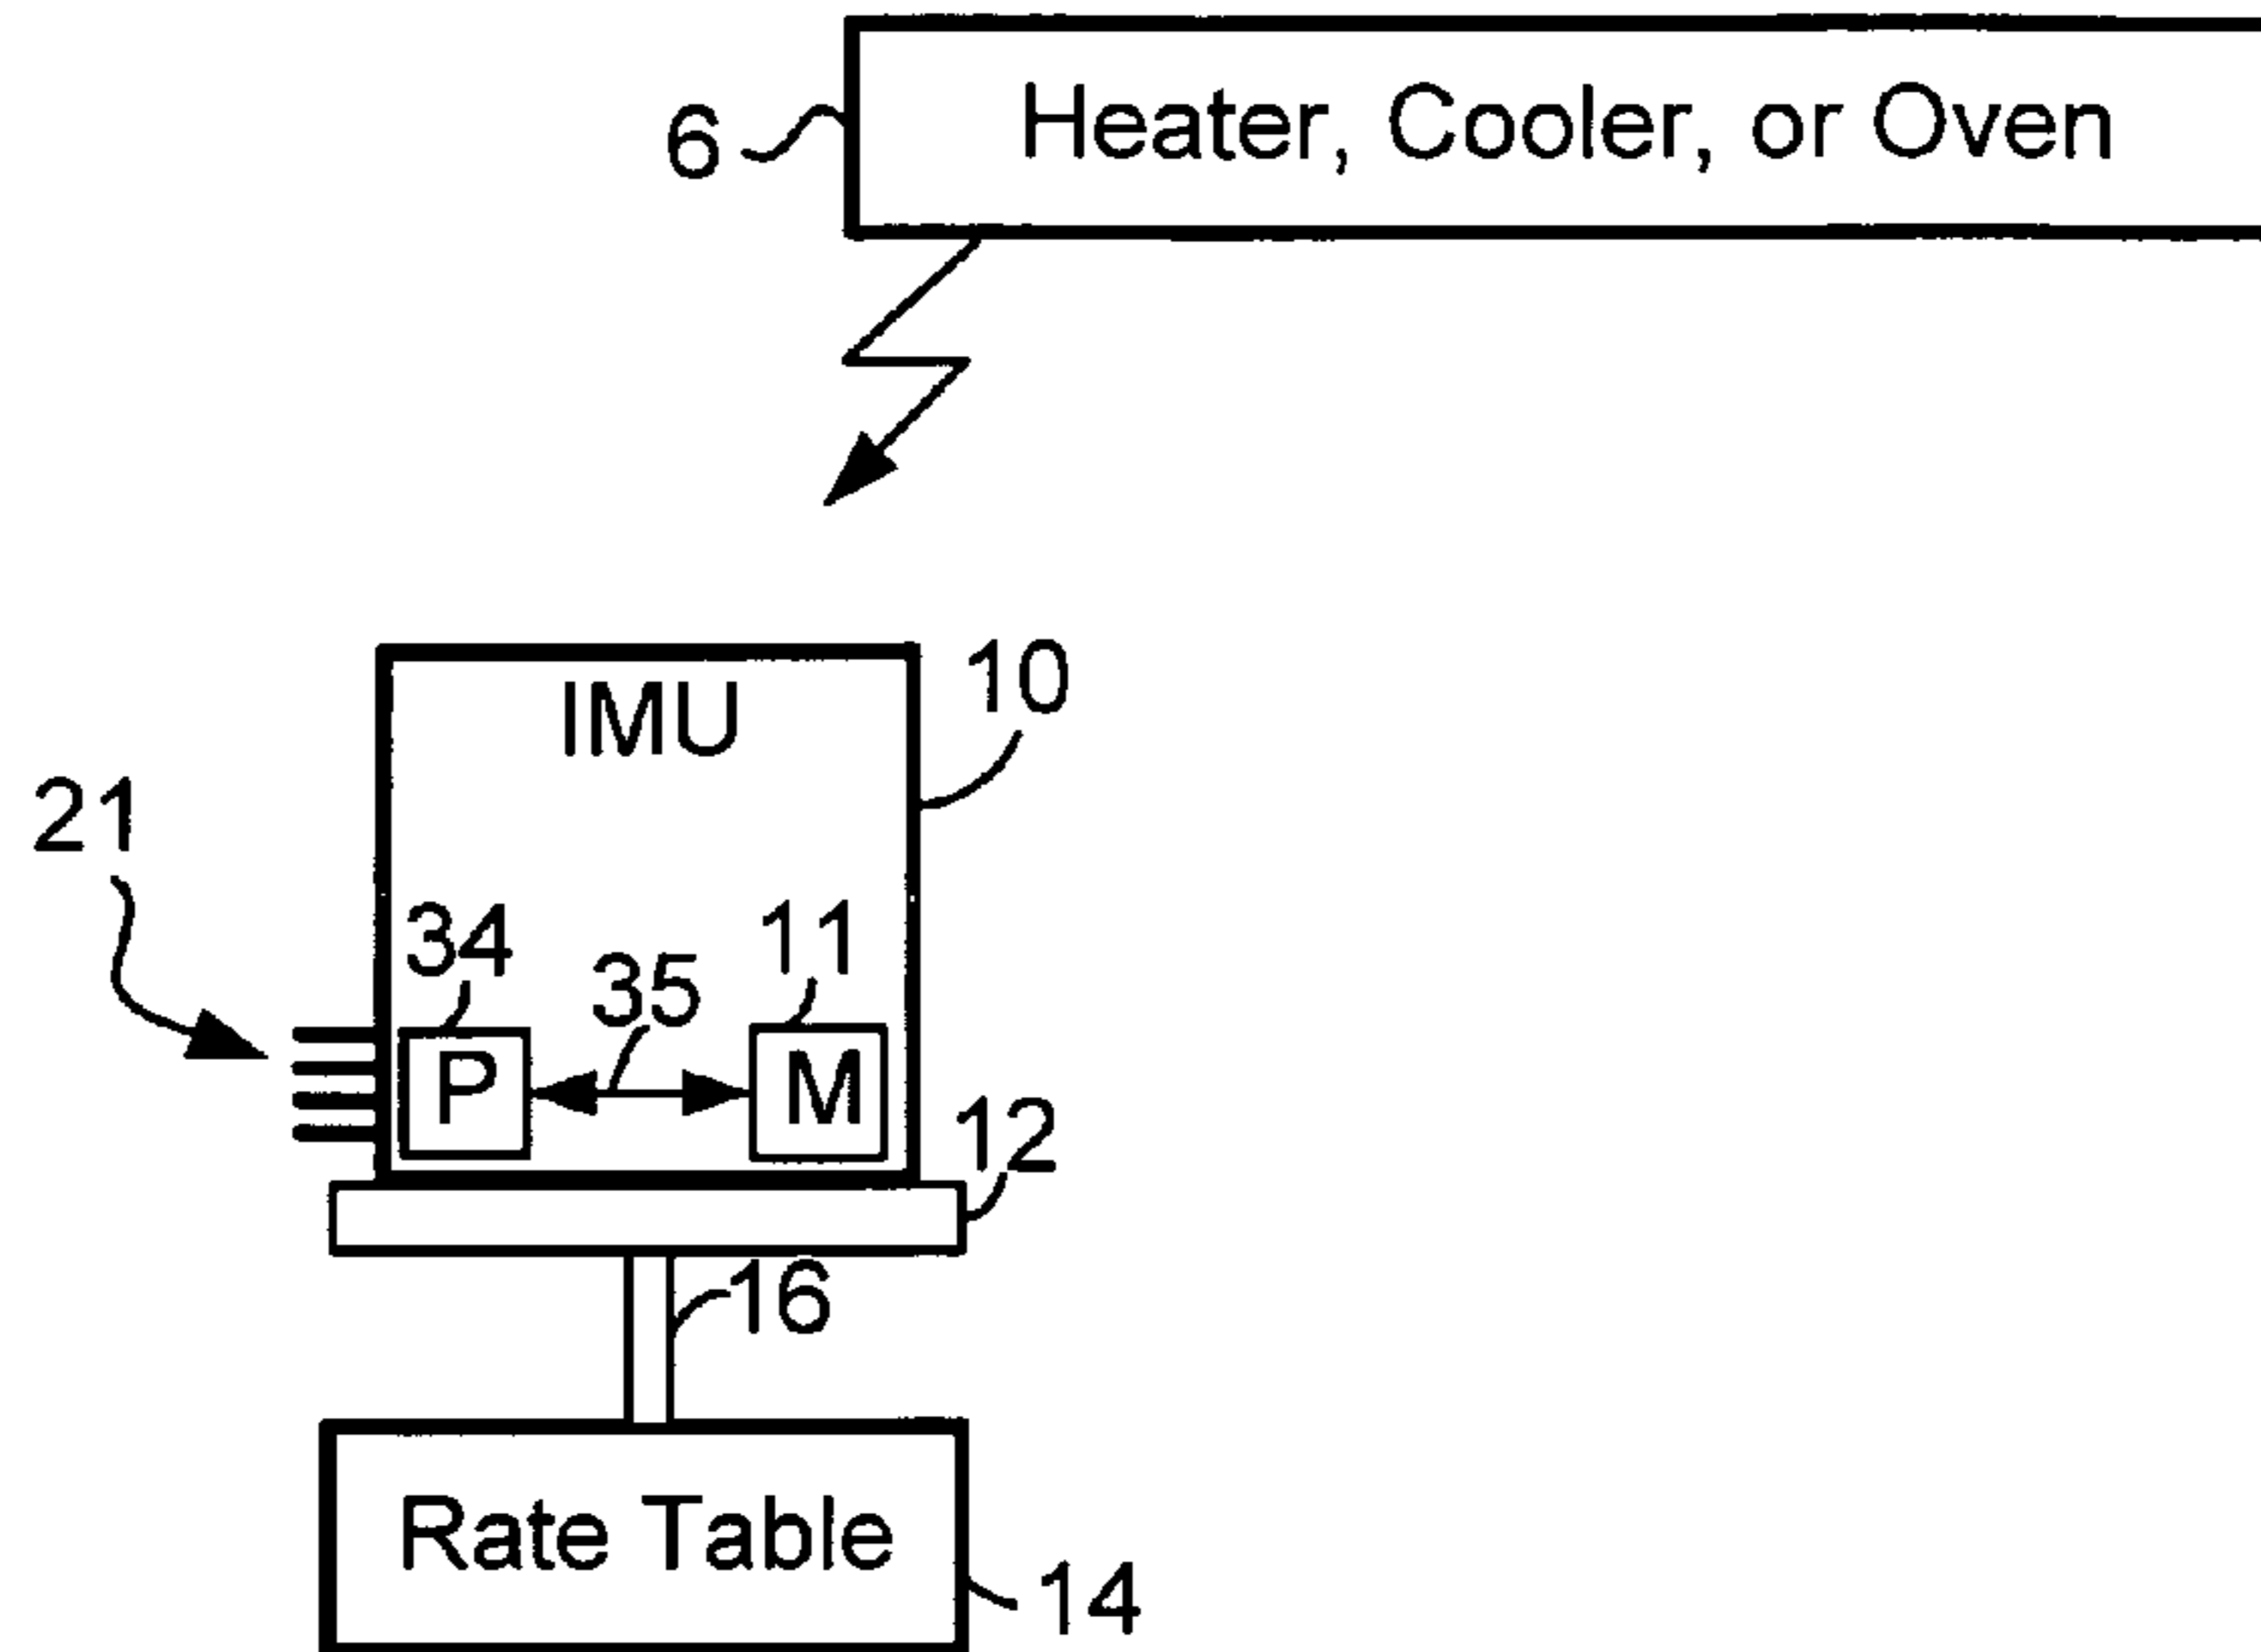 6 Heater, Cooler, or Oven
IMU
10
21
34
35
11
P
M
12
16
Rate Table
14